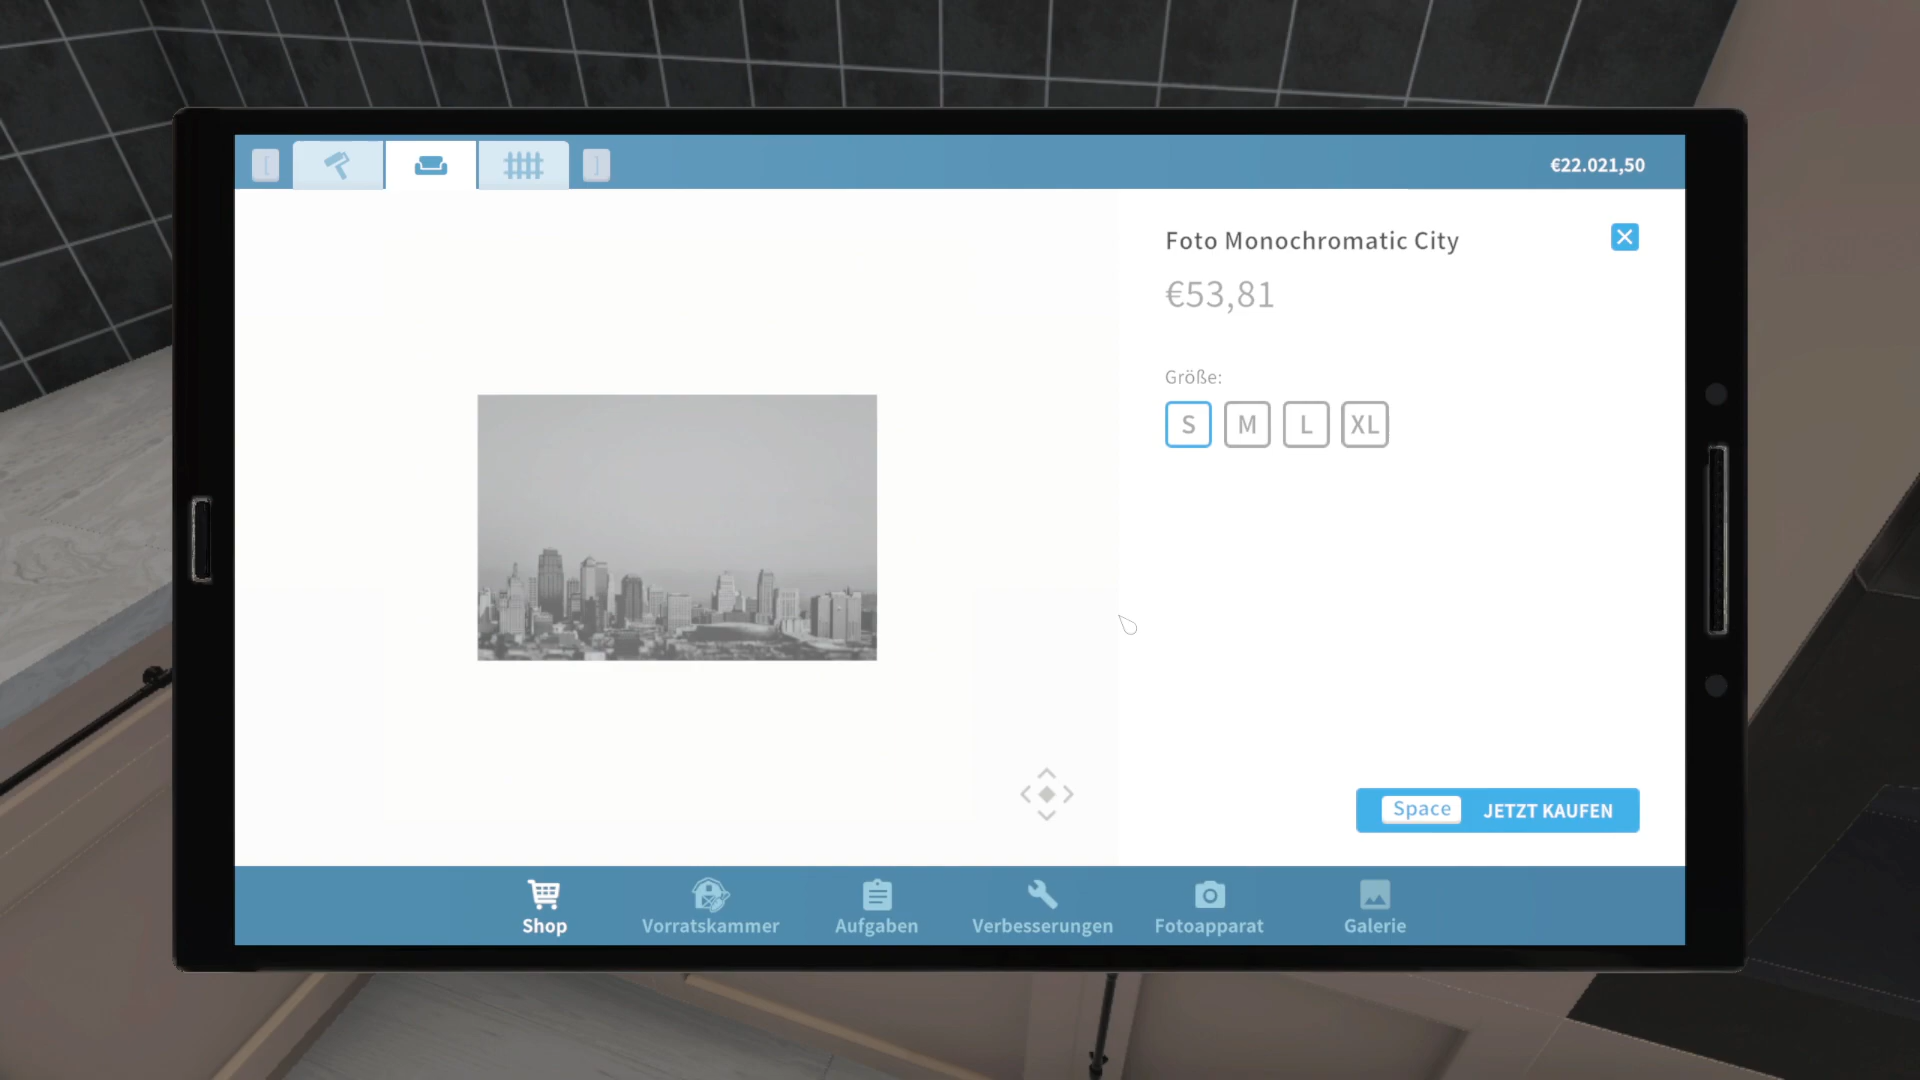 [
]
€22.021,50
Foto Monochromatic City
€53,81
Größe:
S M L XL
Space JETZT KAUFEN
Shop Vorratskammer Aufgaben Verbesserungen Fotoapparat Galerie